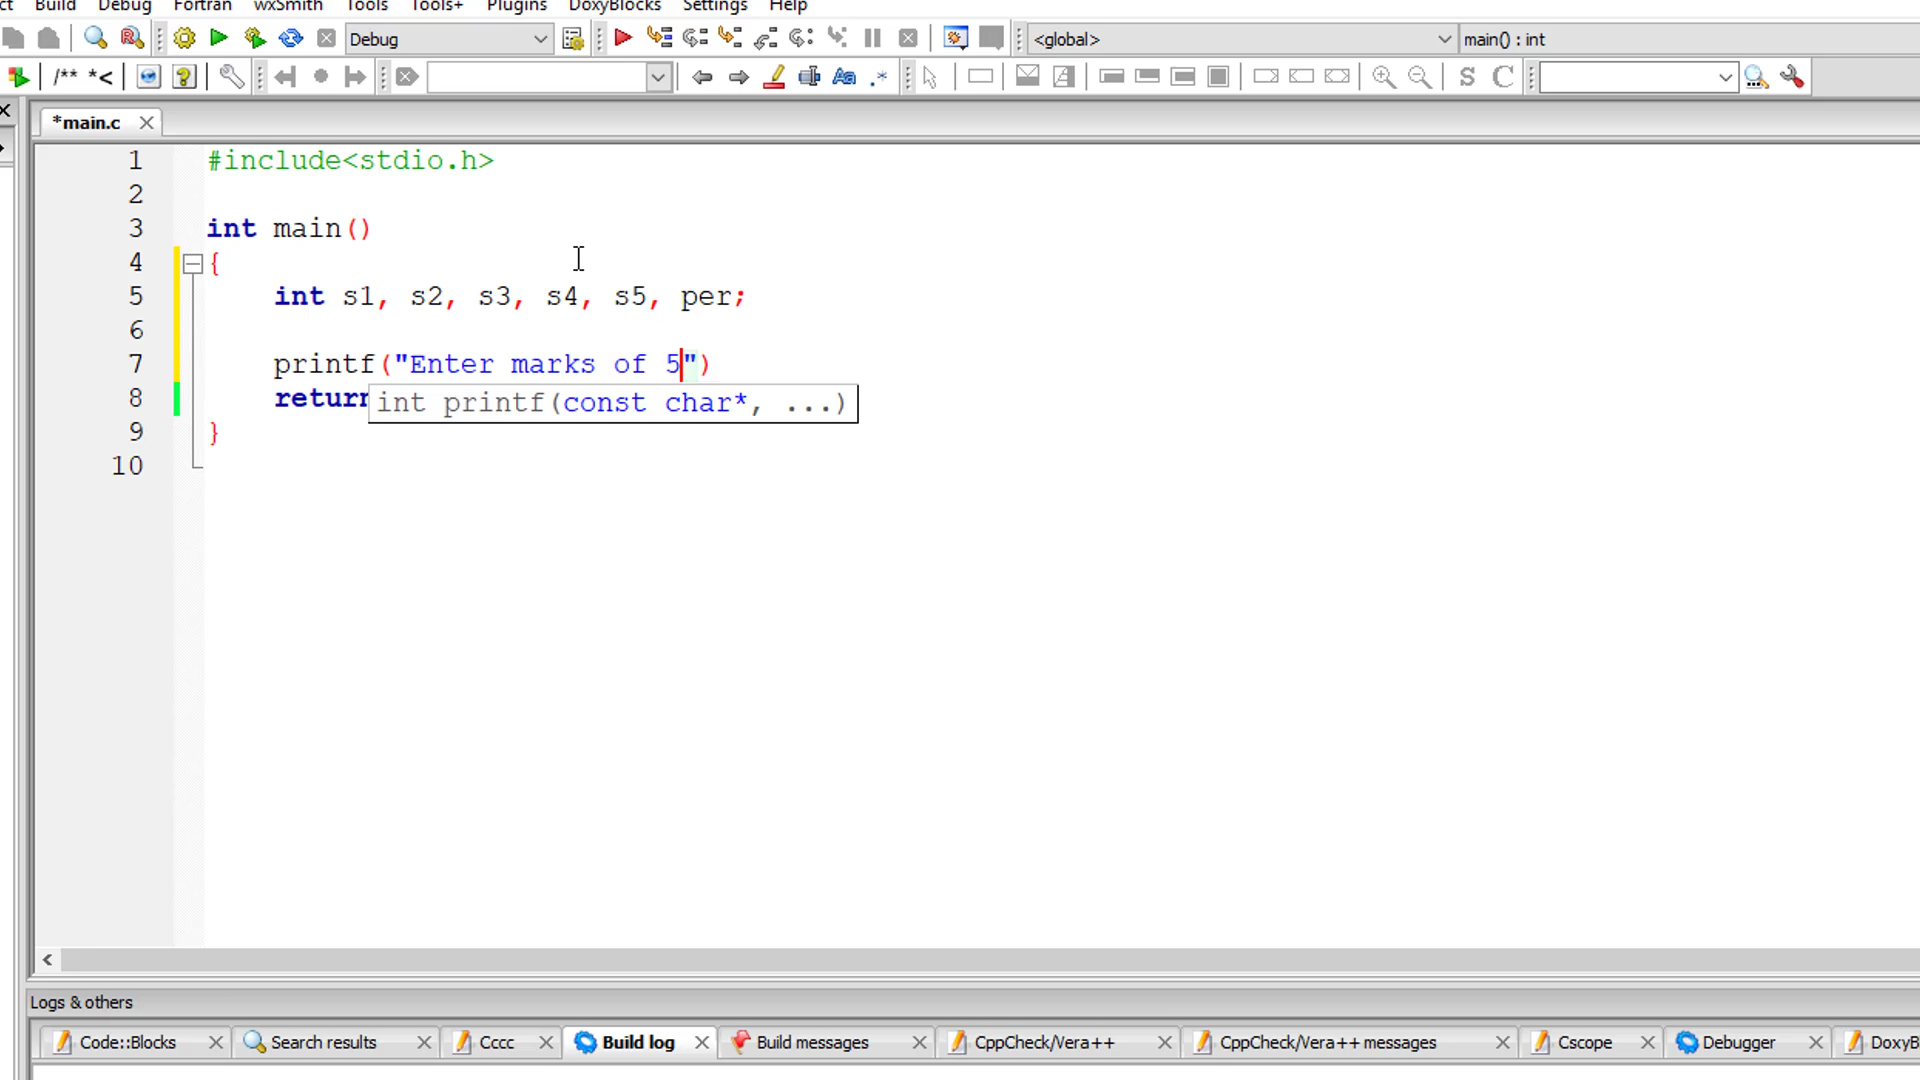 ct Build Debug Fortran wxSmith Tools Tools+ Plugins DoxyBlocks Settings Help
Debug <global> main() : int
/** *<
*main.c
1 #include<stdio.h>
2
3 int main()
4 {
5 int s1, s2, s3, s4, s5, per;
6
7 printf("Enter marks of 5")
8 return
int printf(const char*, ...)
9 }
10
Logs & others
Code::Blocks Search results Cccc Build log Build messages CppCheck/Vera++ CppCheck/Vera++ messages Cscope Debugger DoxyB